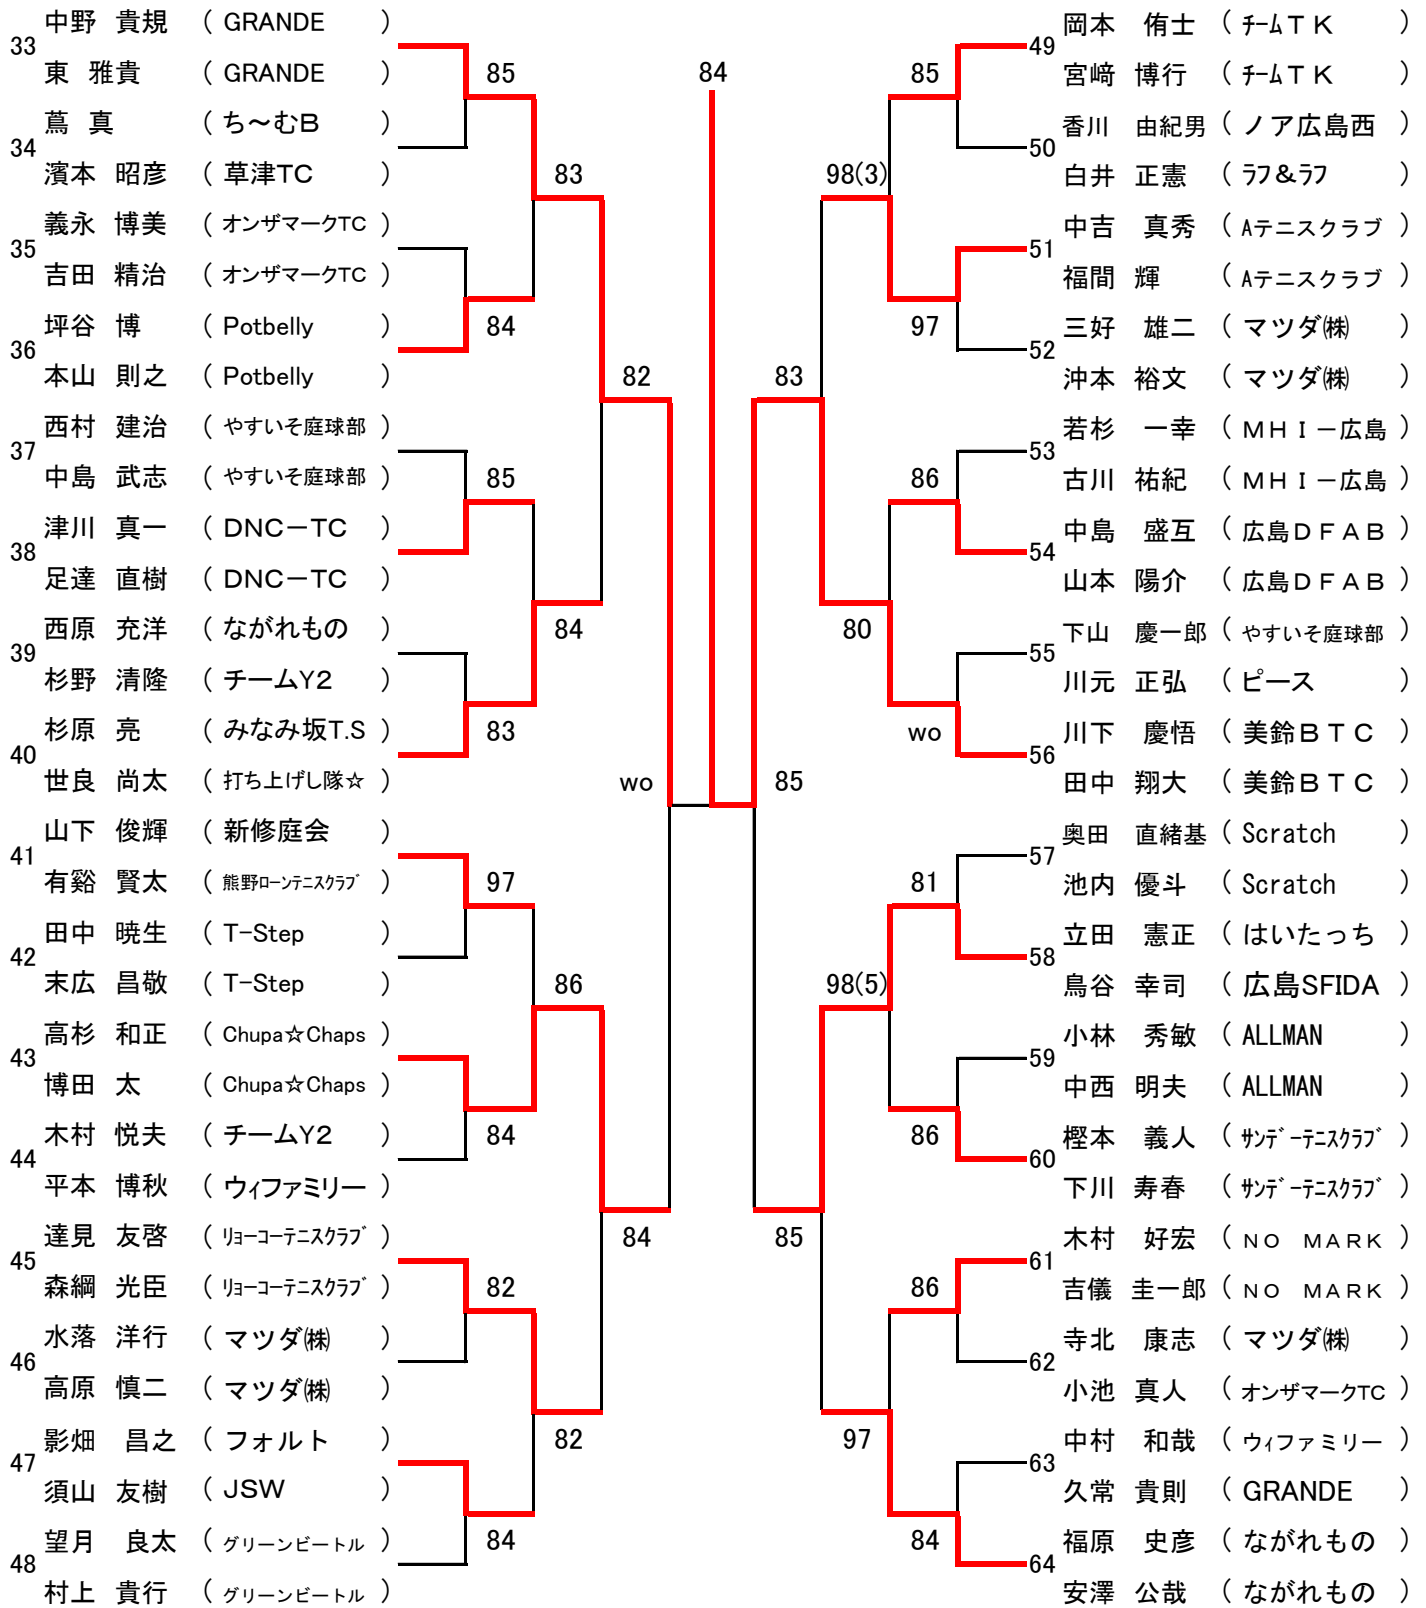 中野 貴規 ( GRANDE )
33
東 雅貴 ( GRANDE )
85
蔦 真 ( ち～むB )
34
濱本 昭彦 ( 草津TC )
83
義永 博美 ( オンザマークTC )
35
吉田 精治 ( オンザマークTC )
坪谷 博 ( Potbelly )
84
36
本山 則之 ( Potbelly )
82
西村 建治 ( やすいそ庭球部 )
37
中島 武志 ( やすいそ庭球部 )
85
津川 真一 ( DNC－TC )
38
足達 直樹 ( DNC－TC )
西原 充洋 ( ながれもの )
84
39
杉野 清隆 ( チームY2 )
杉原 亮 ( みなみ坂T.S )
83
40
世良 尚太 ( 打ち上げし隊☆ )
wo
山下 俊輝 ( 新修庭会 )
41
有谿 賢太 ( 熊野ローンテニスクラブ )
97
田中 暁生 ( T-Step )
42
末広 昌敬 ( T-Step )
86
高杉 和正 ( Chupa☆Chaps )
43
博田 太 ( Chupa☆Chaps )
木村 悦夫 ( チームY2 )
84
44
平本 博秋 ( ウィファミリー )
達見 友啓 ( リョーコーテニスクラブ )
84
45
森綱 光臣 ( リョーコーテニスクラブ )
82
水落 洋行 ( マツダ㈱ )
46
高原 慎二 ( マツダ㈱ )
影畑 昌之 ( フォルト )
82
47
須山 友樹 ( JSW )
望月 良太 ( グリーンビートル )
84
48
村上 貴行 ( グリーンビートル )
84
岡本 侑士 ( チームＴＫ )
49
宮﨑 博行 ( チームＴＫ )
85
香川 由紀男 ( ノア広島西 )
50
白井 正憲 ( ラフ＆ラフ )
98(3)
中吉 真秀 ( Aテニスクラブ )
51
福間 輝 ( Aテニスクラブ )
三好 雄二 ( マツダ㈱ )
97
52
沖本 裕文 ( マツダ㈱ )
83
若杉 一幸 ( ＭＨＩ－広島 )
53
古川 祐紀 ( ＭＨＩ－広島 )
86
中島 盛互 ( 広島ＤＦＡＢ )
54
山本 陽介 ( 広島ＤＦＡＢ )
下山 慶一郎 ( やすいそ庭球部 )
80
55
川元 正弘 ( ピース )
川下 慶悟 ( 美鈴ＢＴＣ )
wo
56
田中 翔大 ( 美鈴ＢＴＣ )
85
奥田 直緒基 ( Scratch )
57
池内 優斗 ( Scratch )
81
立田 憲正 ( はいたっち )
58
鳥谷 幸司 ( 広島SFIDA )
98(5)
小林 秀敏 ( ALLMAN )
59
中西 明夫 ( ALLMAN )
樫本 義人 ( サンデーテニスクラブ )
86
60
下川 寿春 ( サンデーテニスクラブ )
木村 好宏 ( ＮＯ ＭＡＲＫ )
85
61
吉儀 圭一郎 ( ＮＯ ＭＡＲＫ )
86
寺北 康志 ( マツダ㈱ )
62
小池 真人 ( オンザマークTC )
中村 和哉 ( ウィファミリー )
97
63
久常 貴則 ( GRANDE )
福原 史彦 ( ながれもの )
84
64
安澤 公哉 ( ながれもの )